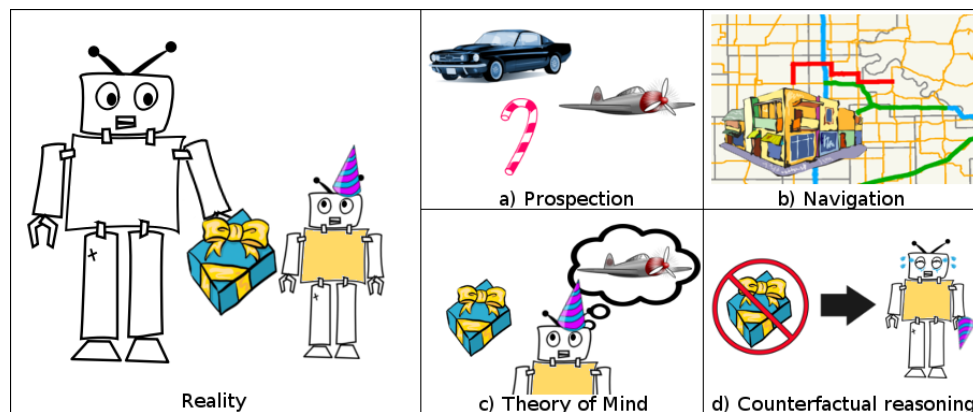 Reality
a) Prospection
b) Navigation
c) Theory of Mind
d) Counterfactual reasoning